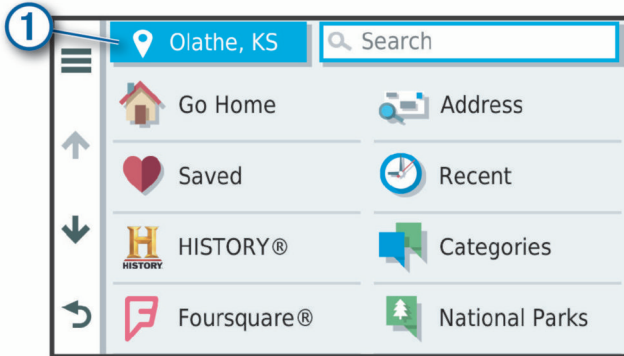 1
Olathe, KS
Search
Go Home
Address
Saved
Recent
H
HISTORY
HISTORY®
Categories
Foursquare®
National Parks